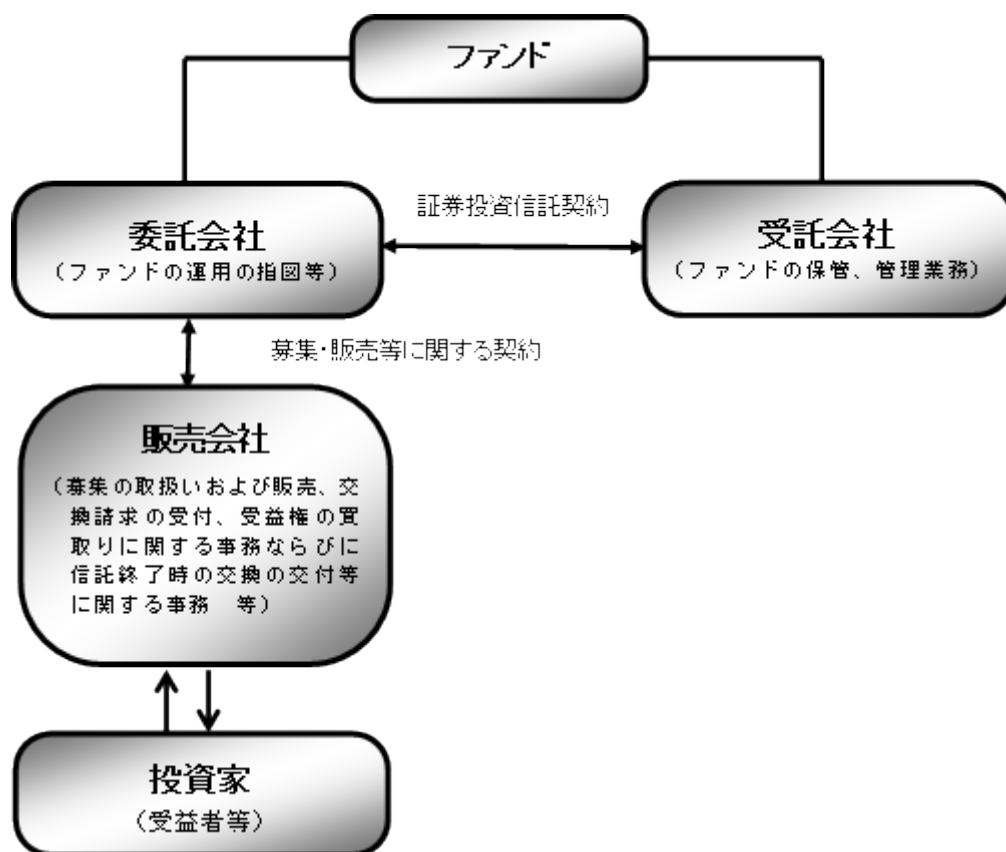 ファンド
証券投資信託契約
委託会社
(ファンドの運用の指図等)
受託会社
(ファンドの保管、管理業務)
募集・販売等に関する契約
販売会社
(募集の取扱いおよび販売、交
換請求の受付、受益権の買
取りに関する事務ならびに
信託終了時の交換の交付等
に関する事務　等)
投資家
(受益者等)